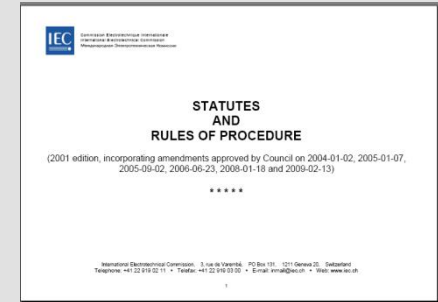 IEC
Commission Electrotechnique Internationale
International Electrotechnical Commission
Международная Электротехническая Комиссия
STATUTES
AND
RULES OF PROCEDURE
(2001 edition, incorporating amendments approved by Council on 2004-01-02, 2005-01-07,
2005-09-02, 2006-06-23, 2008-01-18 and 2009-02-13)
* * * * *
International Electrotechnical Commission. 3, rue de Varembé. PO Box 131. 1211 Geneva 20. Switzerland
Telephone: +41 22 919 02 11 • Telefax: +41 22 919 03 00 • E-mail: inmail@iec.ch • Web: www.iec.ch
1